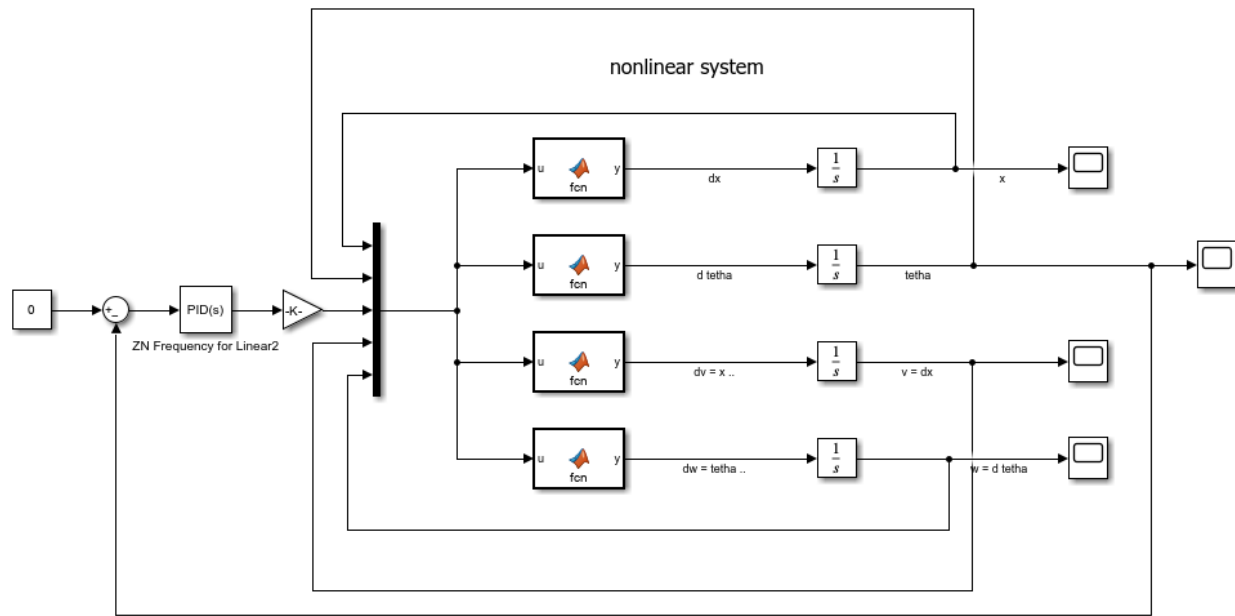 nonlinear system
u fcn y
dx
1
s
x
u fcn y
d tetha
1
s
tetha
0
+
_
PID(s)
-K-
ZN Frequency for Linear2
u fcn y
dv = x ..
1
s
v = dx
u fcn y
dw = tetha ..
1
s
w = d tetha